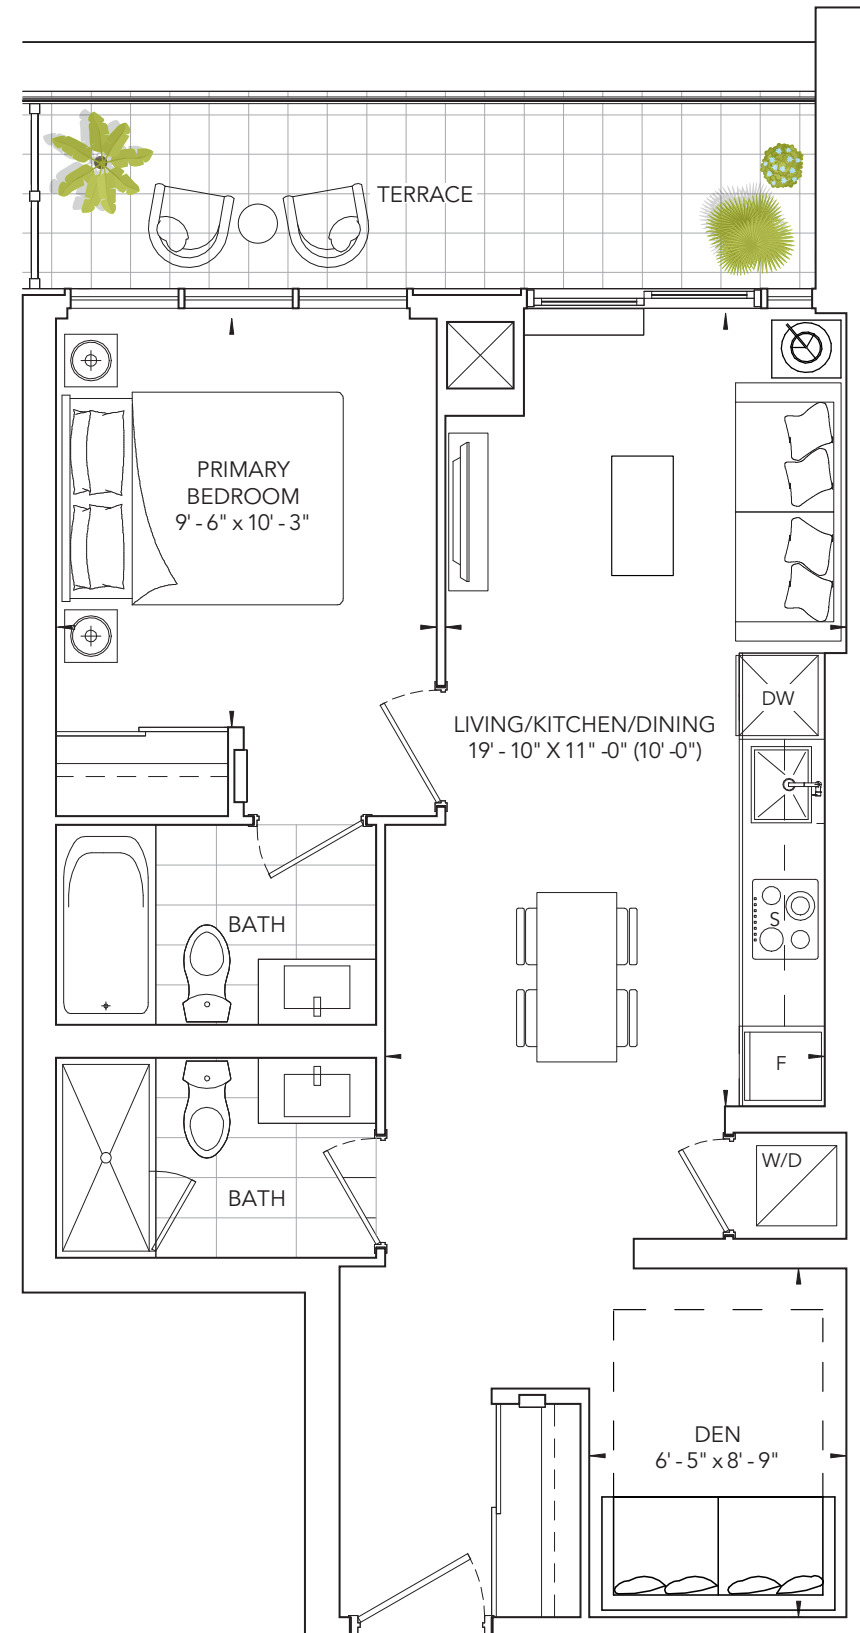 TERRACE
PRIMARY
BEDROOM
9' - 6" x 10' - 3"
DW
LIVING/KITCHEN/DINING
19' - 10" X 11" -0" (10' -0")
S
BATH
F
W/D
BATH
DEN
6' - 5" x 8' - 9"